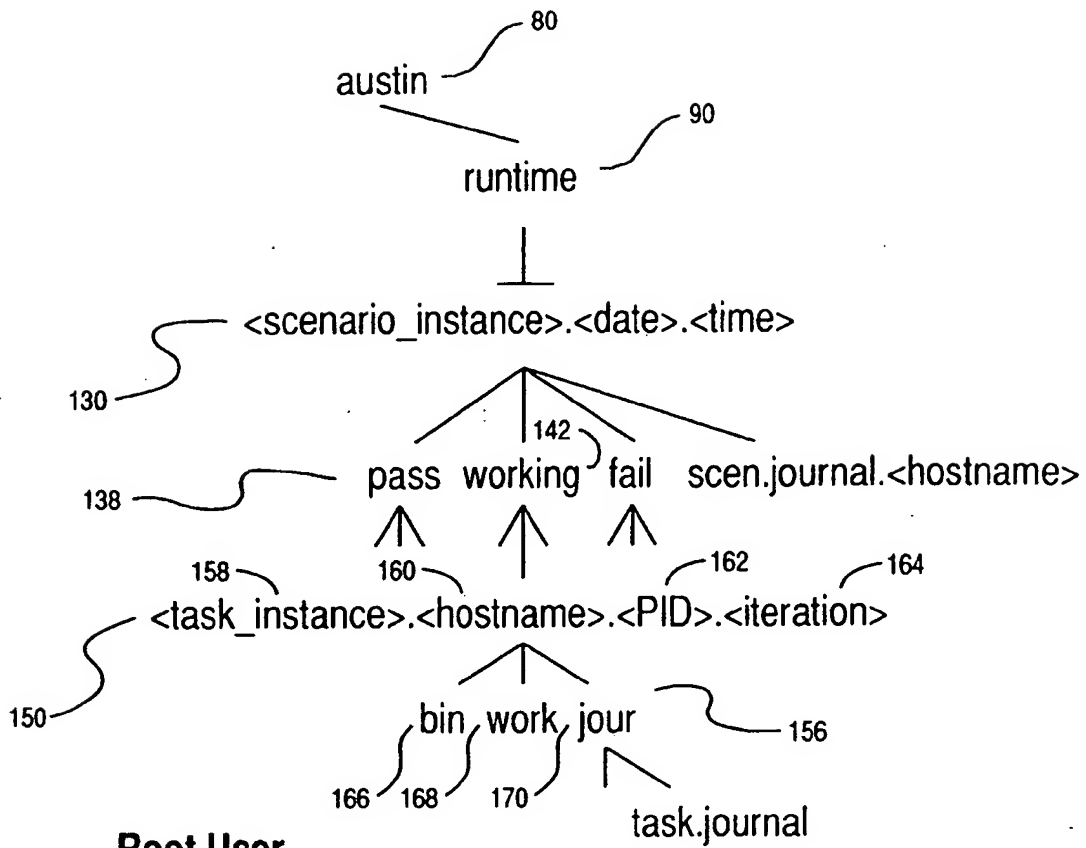 80
austin
90
runtime
<scenario_instance>.<date>.<time>
130
142
pass working fail scen.journal.<hostname>
138
158 160 162 164
<task_instance>.<hostname>.<PID>.<iteration>
150
bin work jour
156
166 168 170
task.journal
Root User